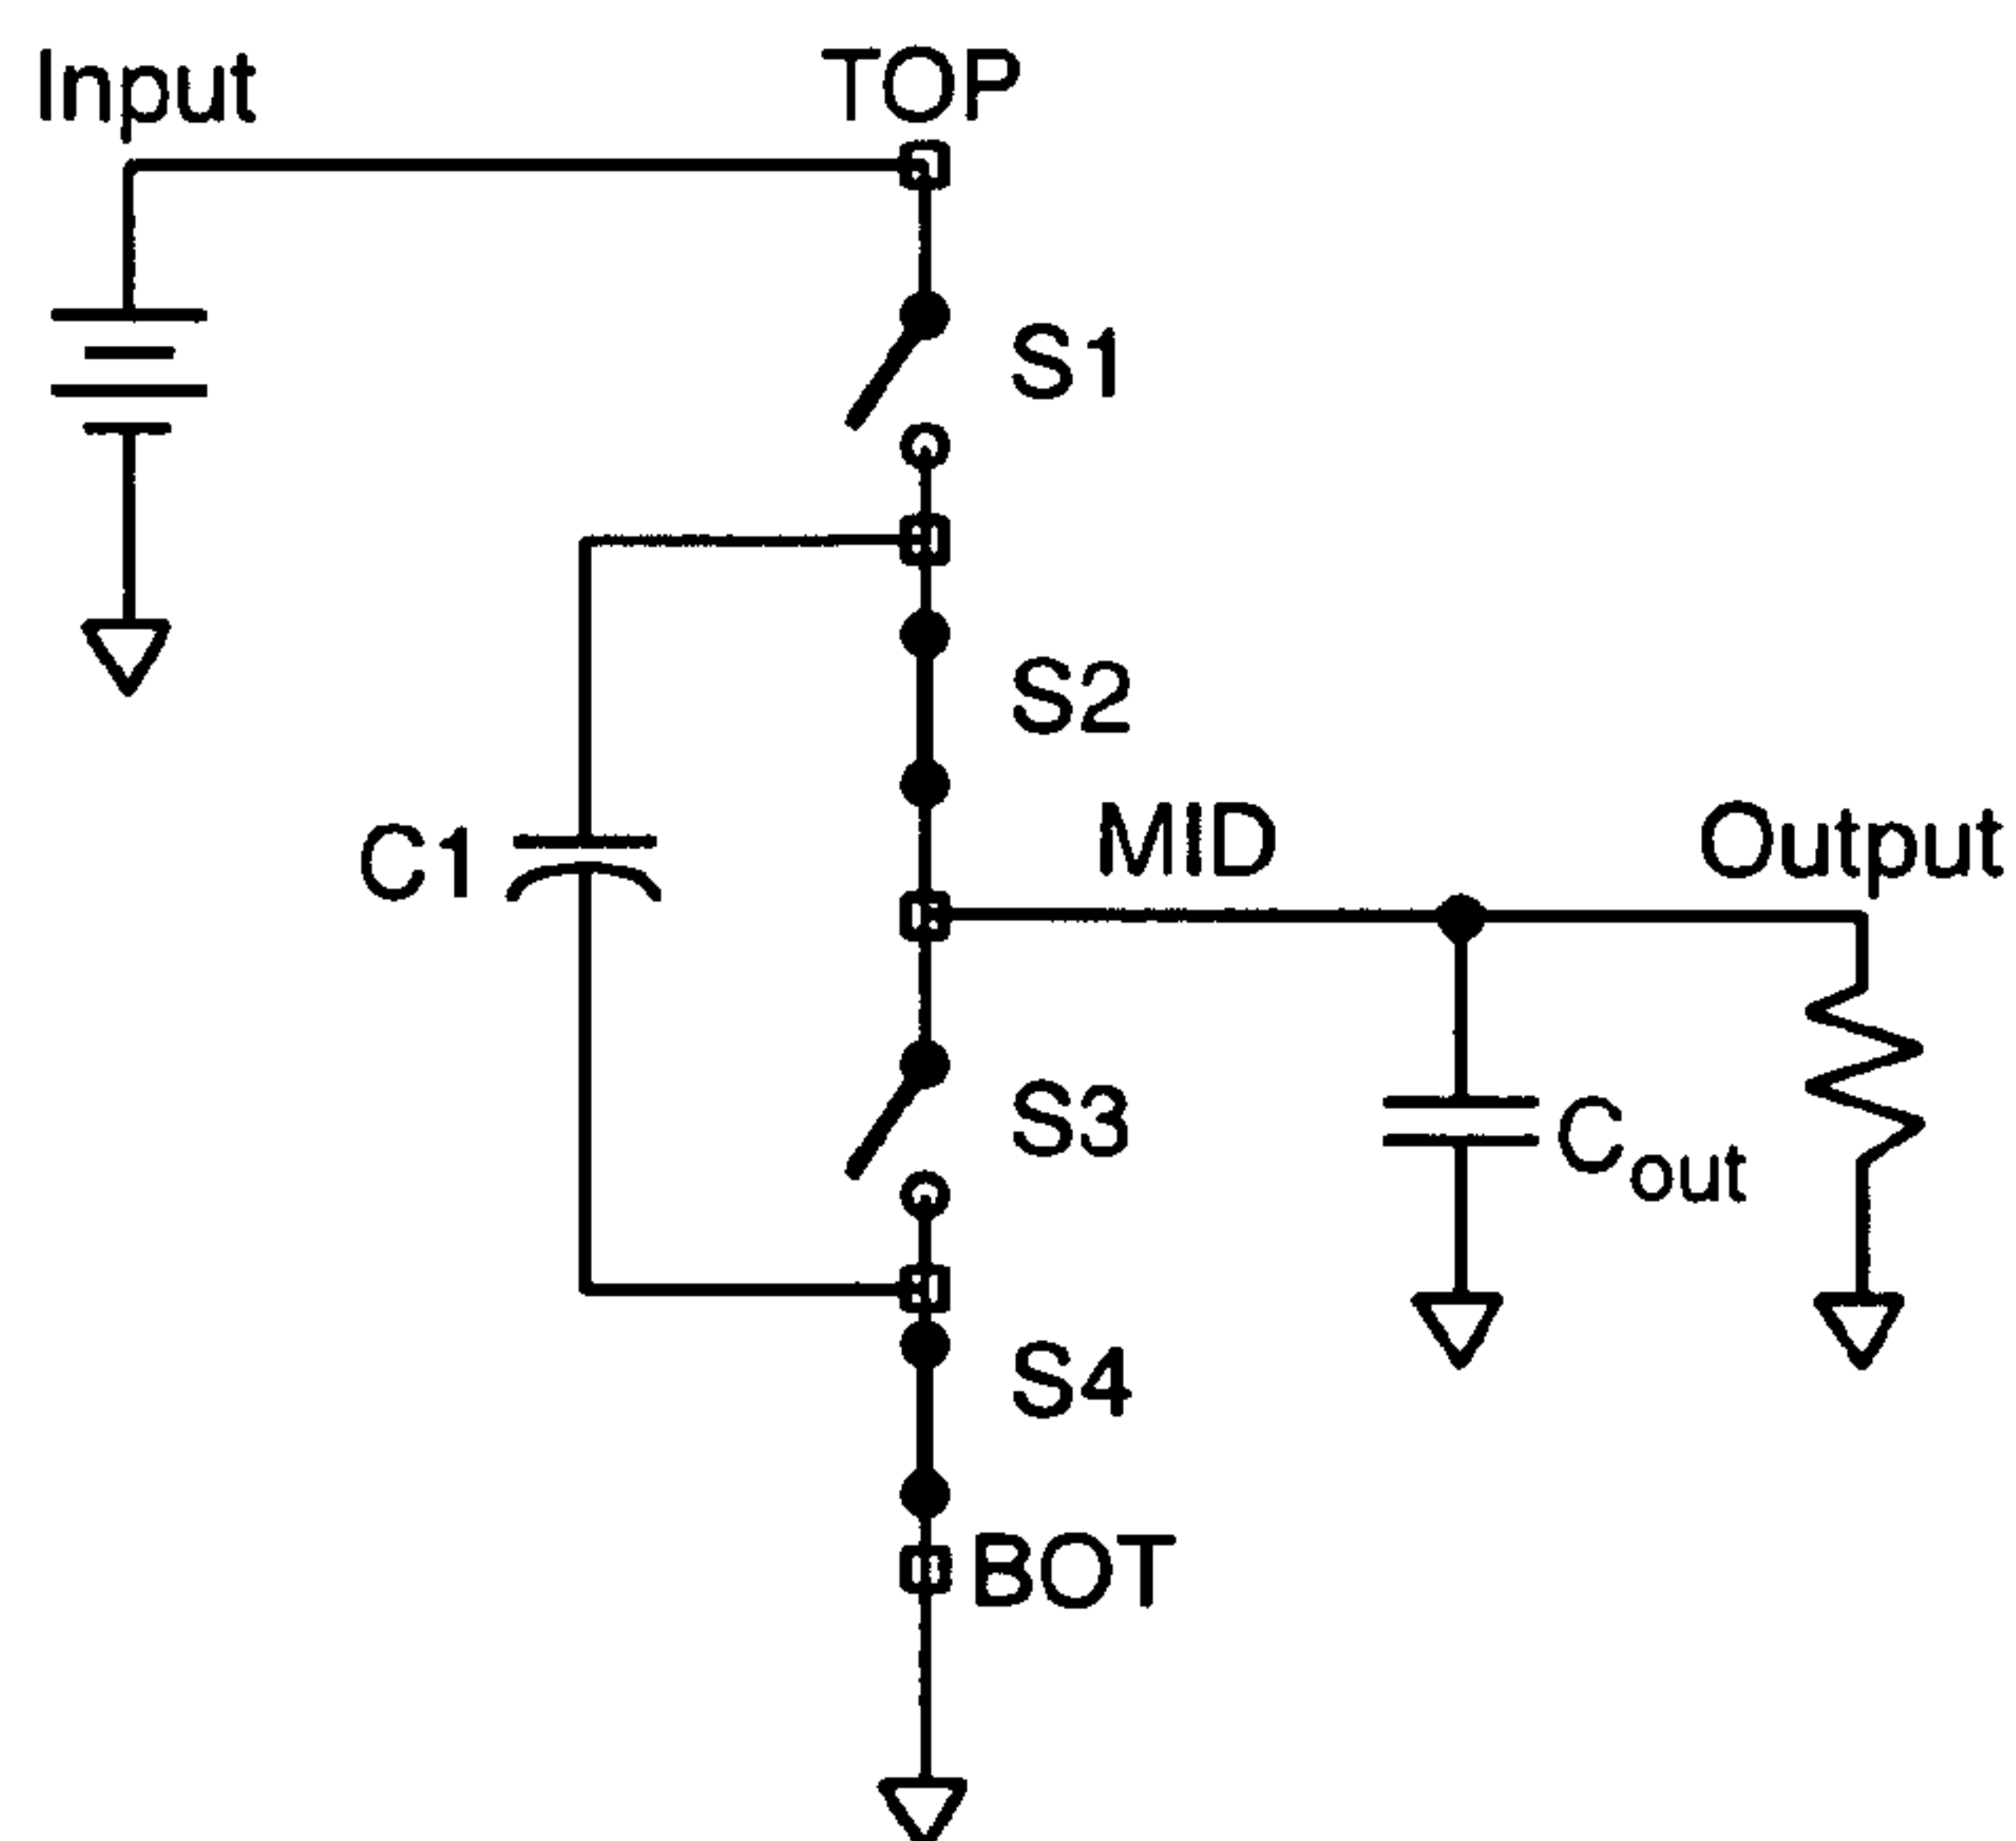 Input
TOP
S1
S2
C1
MID
Output
S3
Cout
S4
BOT